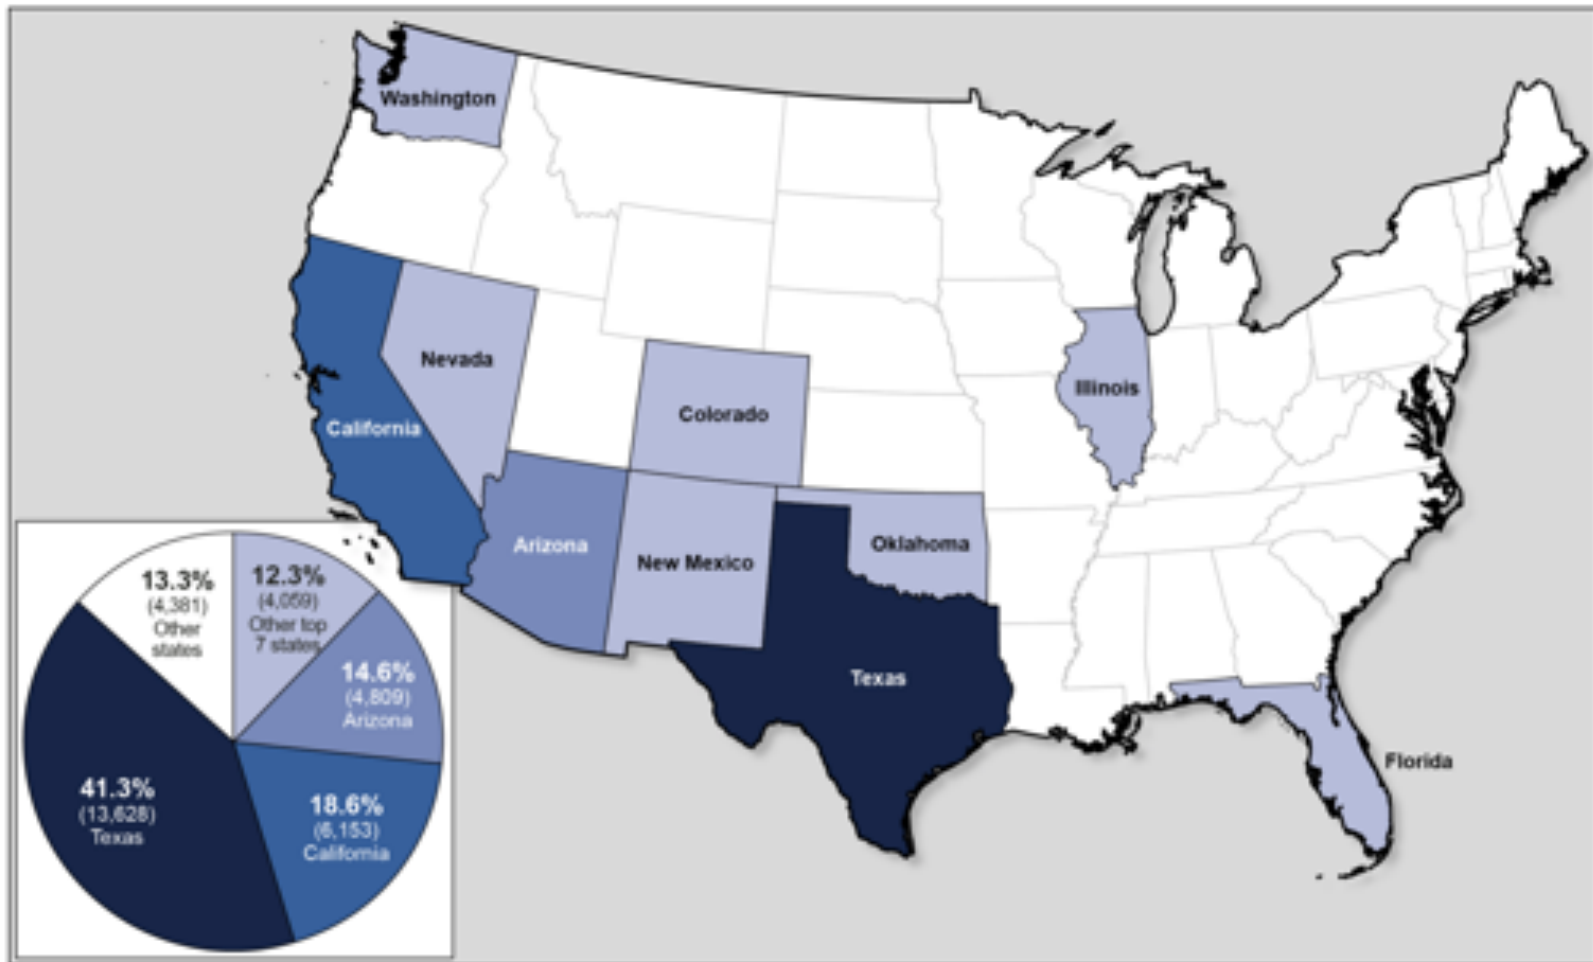 Washington
Nevada
Colorado
Illinois
California
Arizona
New Mexico
Oklahoma
Texas
Florida
13.3%
(4,381)
Other
states
12.3%
(4,059)
Other top
7 states
14.6%
(4,809)
Arizona
41.3%
(13,628)
Texas
18.6%
(6,153)
California